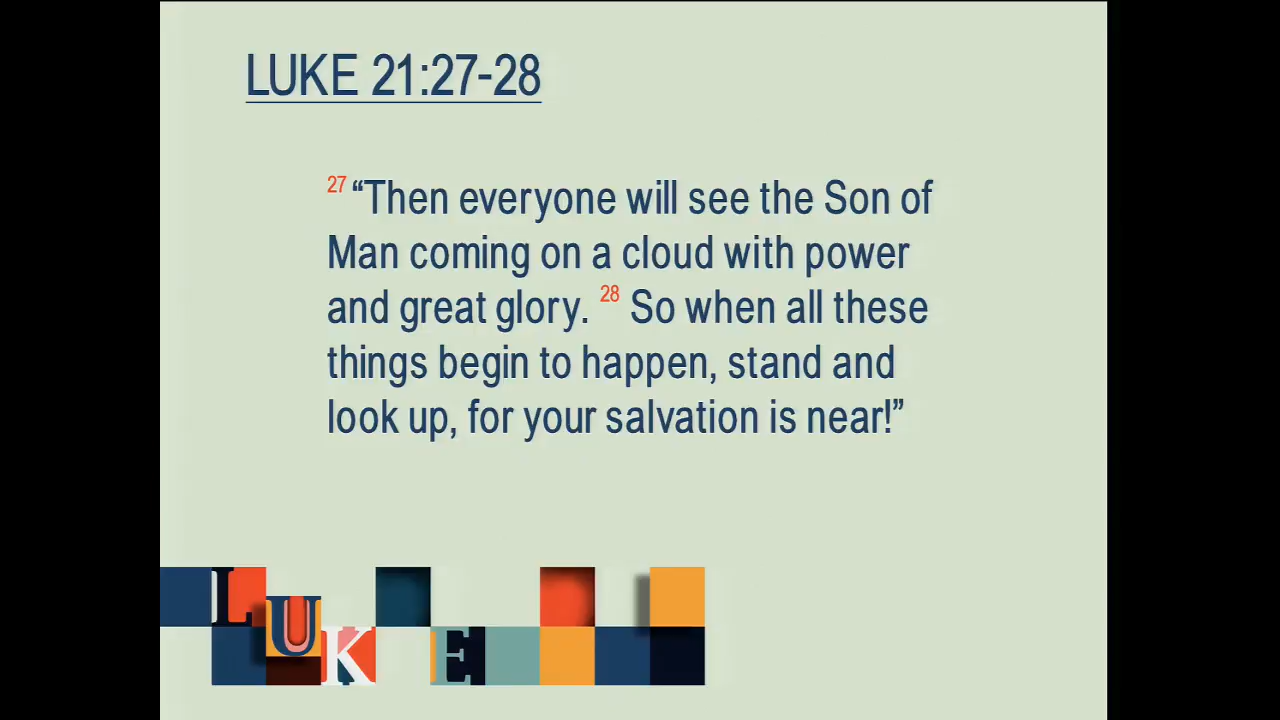 LUKE 21:27-28
27 “Then everyone will see the Son of
Man coming on a cloud with power
and great glory. 28 So when all these
things begin to happen, stand and
look up, for your salvation is near!”
LUKE